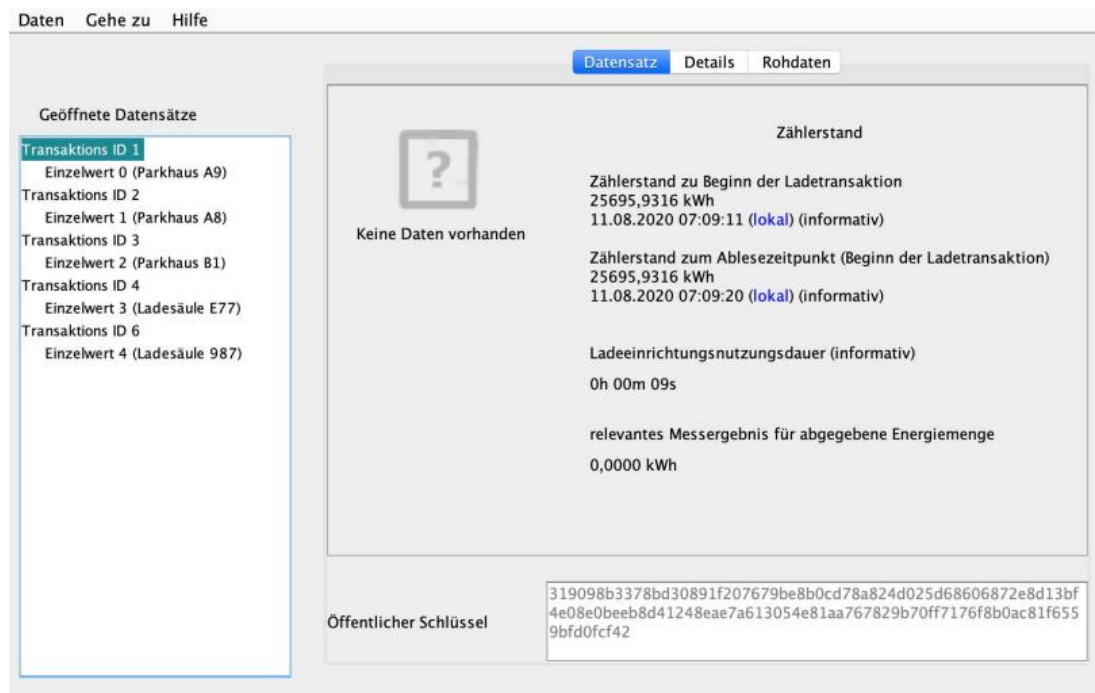 Daten Gehe zu Hilfe
Datensatz Details Rohdaten
Geöffnete Datensätze
Transaktions ID 1
Einzelwert 0 (Parkhaus A9)
Transaktions ID 2
Einzelwert 1 (Parkhaus A8)
Transaktions ID 3
Einzelwert 2 (Parkhaus B1)
Transaktions ID 4
Einzelwert 3 (Ladesäule E77)
Transaktions ID 6
Einzelwert 4 (Ladesäule 987)
?
Keine Daten vorhanden
Zählerstand
Zählerstand zu Beginn der Ladetransaktion
25695,9316 kWh
11.08.2020 07:09:11 (lokal) (informativ)
Zählerstand zum Ablesezeitpunkt (Beginn der Ladetransaktion)
25695,9316 kWh
11.08.2020 07:09:20 (lokal) (informativ)
Ladeeinrichtungsnutzungsdauer (informativ)
0h 00m 09s
relevantes Messergebnis für abgegebene Energiemenge
0,0000 kWh
Öffentlicher Schlüssel
319098b3378bd30891f207679be8b0cd78a824d025d68606872e8d13bf
4e08e0beeb8d41248eae7a613054e81aa767829b70ff7176f8b0ac81f655
9bfd0fcf42